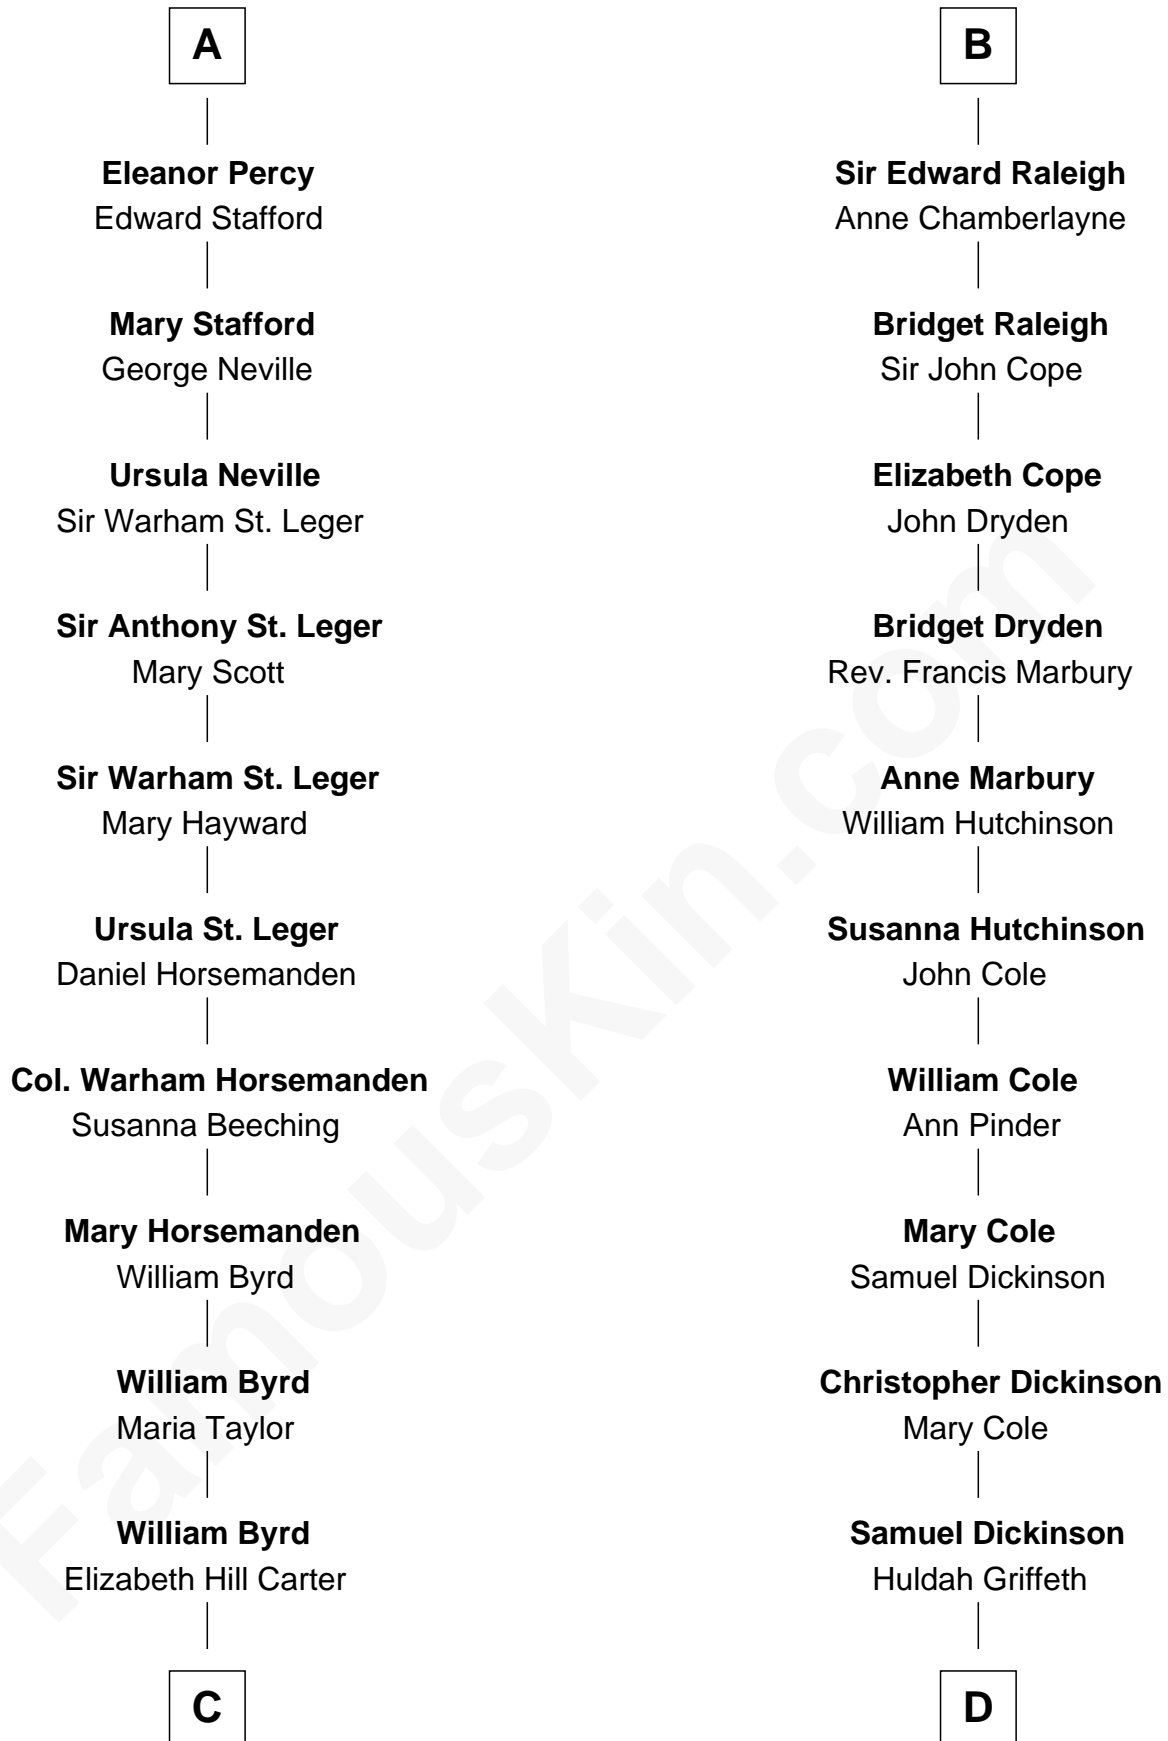 A
Eleanor Percy
Edward Stafford
Mary Stafford
George Neville
Ursula Neville
Sir Warham St. Leger
Sir Anthony St. Leger
Mary Scott
Sir Warham St. Leger
Mary Hayward
Ursula St. Leger
Daniel Horsemanden
Col. Warham Horsemanden
Susanna Beeching
Mary Horsemanden
William Byrd
William Byrd
Maria Taylor
William Byrd
Elizabeth Hill Carter
C
B
Sir Edward Raleigh
Anne Chamberlayne
Bridget Raleigh
Sir John Cope
Elizabeth Cope
John Dryden
Bridget Dryden
Rev. Francis Marbury
Anne Marbury
William Hutchinson
Susanna Hutchinson
John Cole
William Cole
Ann Pinder
Mary Cole
Samuel Dickinson
Christopher Dickinson
Mary Cole
Samuel Dickinson
Huldah Griffeth
D
FamousKin.com